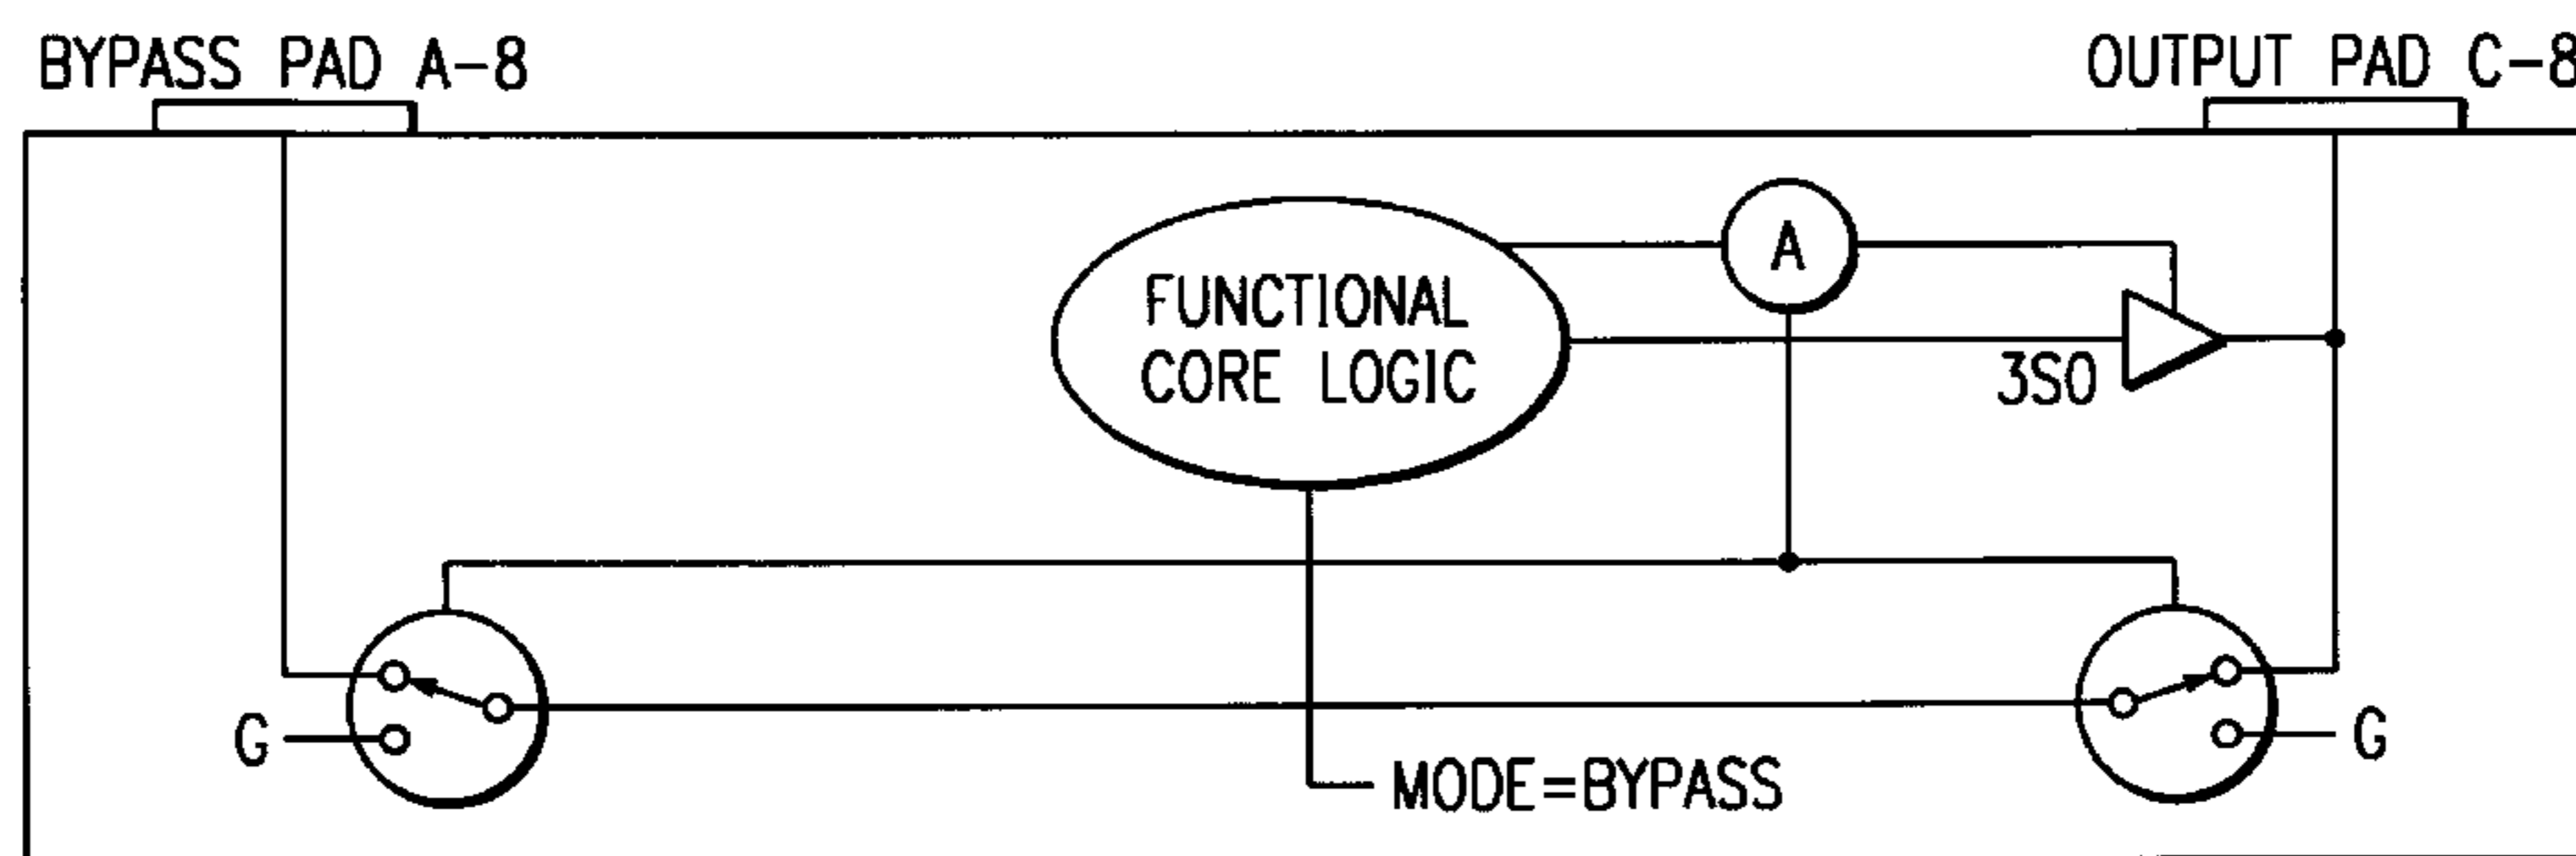 BYPASS PAD A-8
OUTPUT PAD C-8
A
FUNCTIONAL
CORE LOGIC
3SO
G
G
MODE=BYPASS